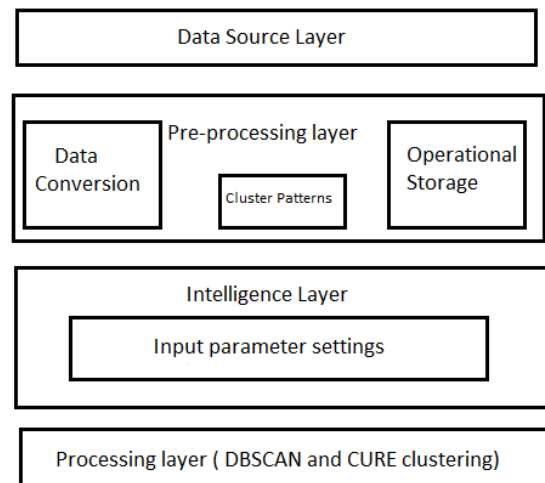 Data Source Layer
Pre-processing layer
Data
Conversion
Cluster Patterns
Operational
Storage
Intelligence Layer
Input parameter settings
Processing layer ( DBSCAN and CURE clustering)